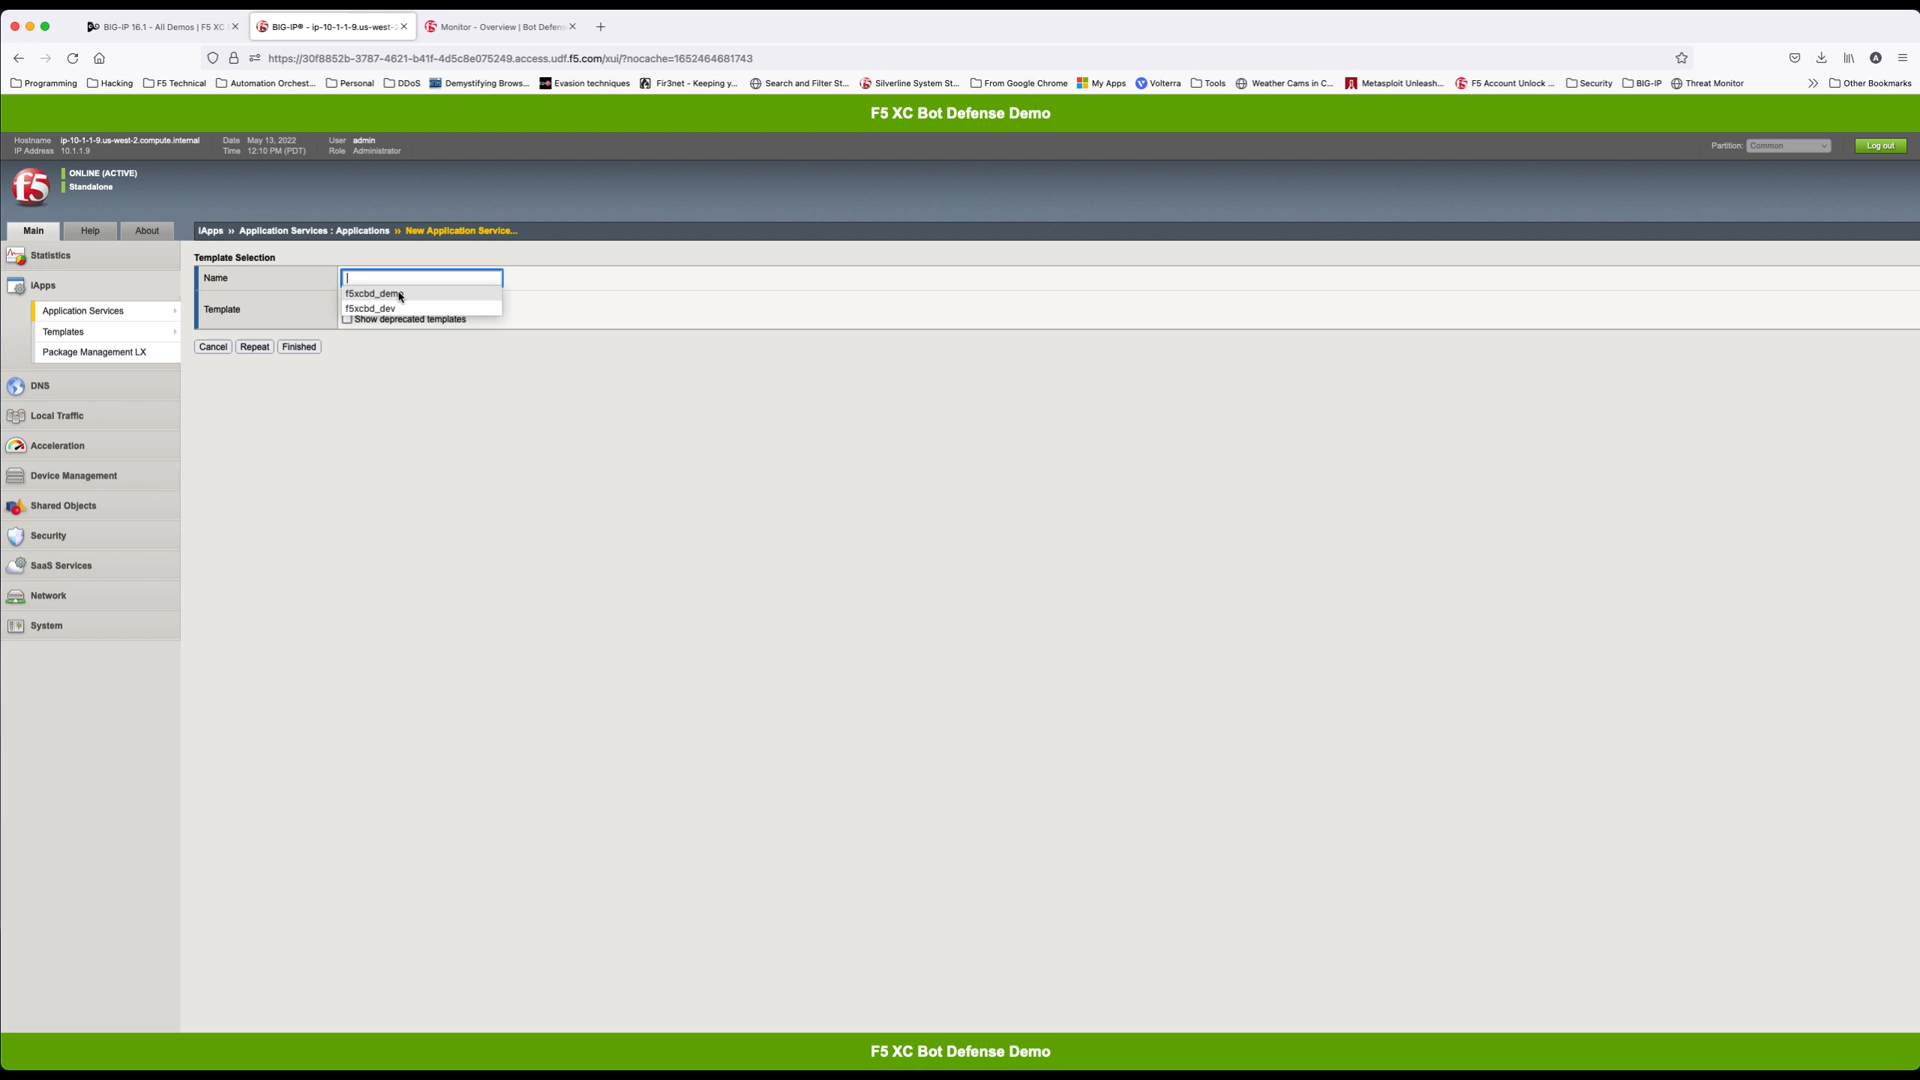 BIG-IP 16.1 - All Demos | F5 XC
BIG-IP® - ip-10-1-1-9.us-west-
Monitor - Overview | Bot Defens
https://30f8852b-3787-4621-b41f-4d5c8e075249.access.udf.f5.com/xui/?nocache=1652464681743
Programming
Hacking
F5 Technical
Automation Orchest...
Personal
DDoS
Demystifying Brows...
Evasion techniques
Fir3net - Keeping y...
Search and Filter St...
Silverline System St...
From Google Chrome
My Apps
Volterra
Tools
Weather Cams in C...
Metasploit Unleash...
F5 Account Unlock ...
Security
BIG-IP
Threat Monitor
Other Bookmarks
F5 XC Bot Defense Demo
Hostname ip-10-1-1-9.us-west-2.compute.internal Date May 13, 2022 User admin
IP Address 10.1.1.9 Time 12:10 PM (PDT) Role Administrator
Partition: Common
Log out
f5
ONLINE (ACTIVE)
Standalone
Main Help About
iApps » Application Services : Applications » New Application Service...
Statistics
iApps
Application Services
Templates
Package Management LX
DNS
Local Traffic
Acceleration
Device Management
Shared Objects
Security
SaaS Services
Network
System
Template Selection
Name
f5xcbd_demo
f5xcbd_dev
Template
Show deprecated templates
Cancel Repeat Finished
F5 XC Bot Defense Demo